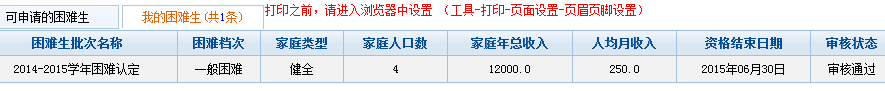 可申请的困难生 我的困难生(共1条) 打印之前，请进入浏览器中设置 （工具-打印-页面设置-页眉页脚设置）
困难生批次名称 困难档次 家庭类型 家庭人口数 家庭年总收入 人均月收入 资格结束日期 审核状态
2014-2015学年困难认定 一般困难 健全 4 12000.0 250.0 2015年06月30日 审核通过